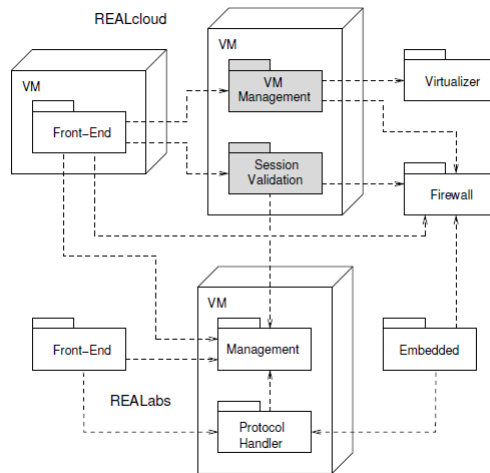 REALcloud
VM
VM
VM
Management
Virtualizer
Front-End
Session
Validation
Firewall
VM
Front-End
Management
Embedded
REALabs
Protocol
Handler